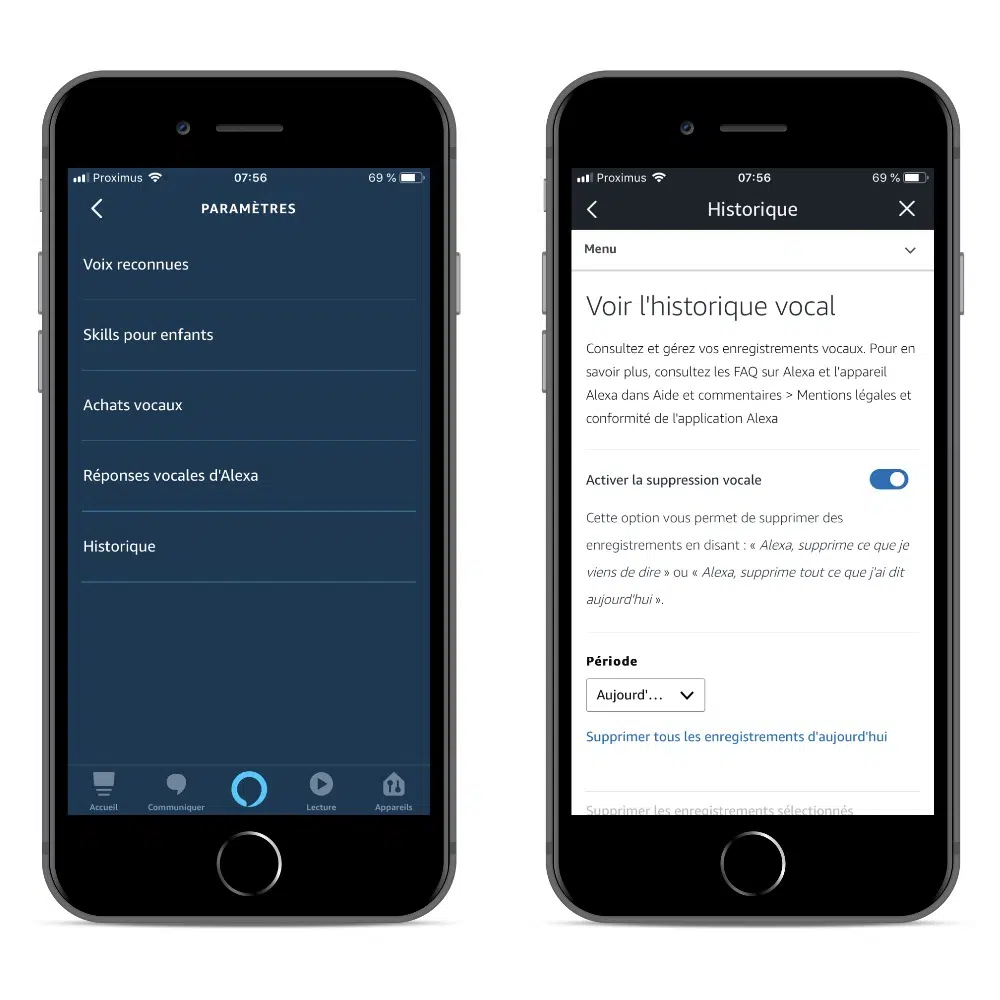 Proximus 07:56 69 %
PARAMÈTRES
Voix reconnues
Skills pour enfants
Achats vocaux
Réponses vocales d'Alexa
Historique
Accueil Communiquer Lecture Appareils
Proximus 07:56 69 %
Historique
Menu
Voir l'historique vocal
Consultez et gérez vos enregistrements vocaux. Pour en
savoir plus, consultez les FAQ sur Alexa et l'appareil
Alexa dans Aide et commentaires > Mentions légales et
conformité de l'application Alexa
Activer la suppression vocale
Cette option vous permet de supprimer des
enregistrements en disant : « Alexa, supprime ce que je
viens de dire » ou « Alexa, supprime tout ce que j'ai dit
aujourd'hui ».
Période
Aujourd'...
Supprimer tous les enregistrements d'aujourd'hui
Supprimer les enregistrements sélectionnés